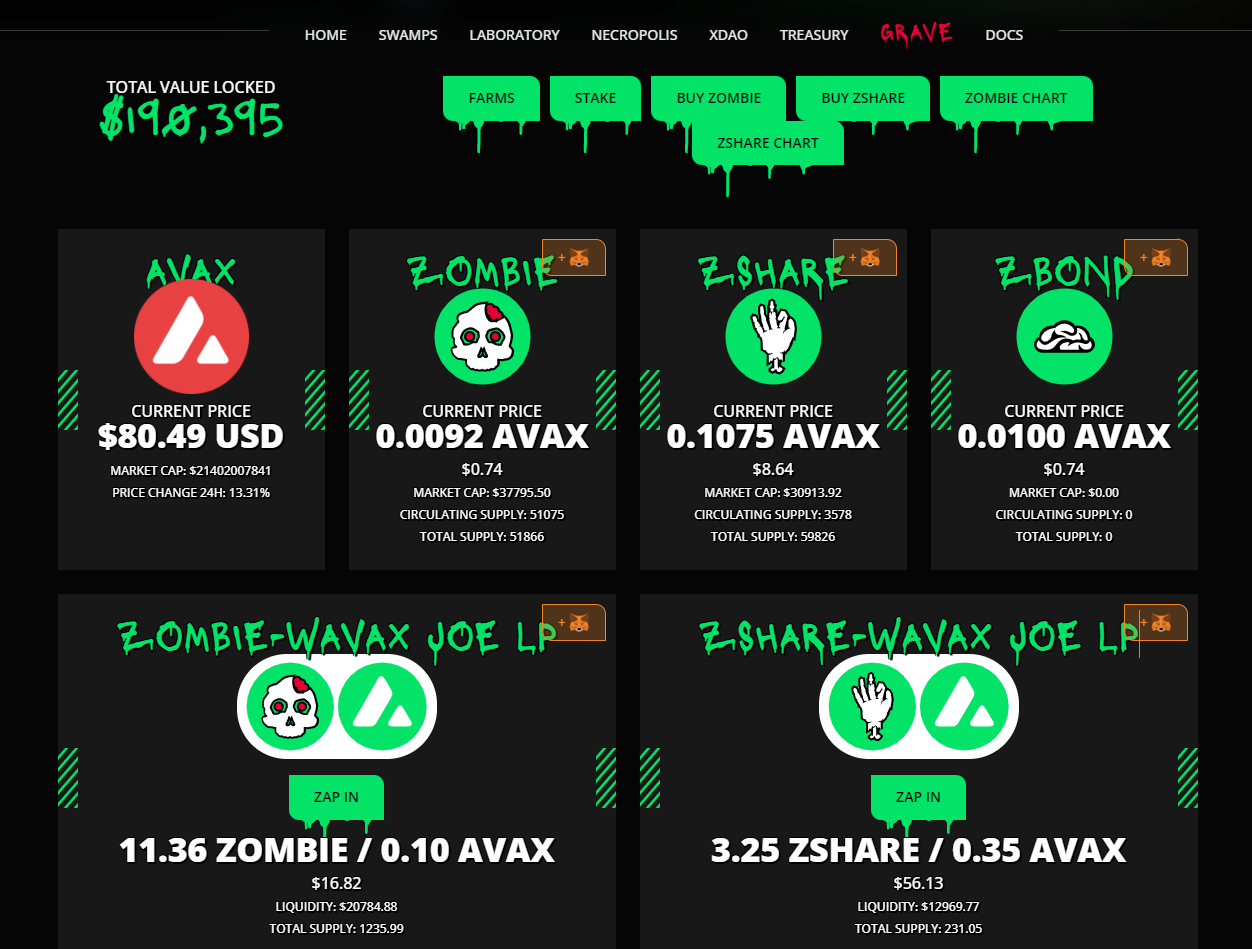 HOME SWAMPS LABORATORY NECROPOLIS XDAO TREASURY GRAVE DOCS
TOTAL VALUE LOCKED
$190,395
FARMS STAKE BUY ZOMBIE BUY ZSHARE ZOMBIE CHART
ZSHARE CHART
AVAX
CURRENT PRICE
$80.49 USD
MARKET CAP: $21402007841
PRICE CHANGE 24H: 13.31%
ZOMBIE
+
CURRENT PRICE
0.0092 AVAX
$0.74
MARKET CAP: $37795.50
CIRCULATING SUPPLY: 51075
TOTAL SUPPLY: 51866
ZSHARE
+
CURRENT PRICE
0.1075 AVAX
$8.64
MARKET CAP: $30913.92
CIRCULATING SUPPLY: 3578
TOTAL SUPPLY: 59826
ZBOND
+
CURRENT PRICE
0.0100 AVAX
$0.74
MARKET CAP: $0.00
CIRCULATING SUPPLY: 0
TOTAL SUPPLY: 0
ZOMBIE-WAVAX JOE LP
+
ZAP IN
11.36 ZOMBIE / 0.10 AVAX
$16.82
LIQUIDITY: $20784.88
TOTAL SUPPLY: 1235.99
ZSHARE-WAVAX JOE LP
+
ZAP IN
3.25 ZSHARE / 0.35 AVAX
$56.13
LIQUIDITY: $12969.77
TOTAL SUPPLY: 231.05